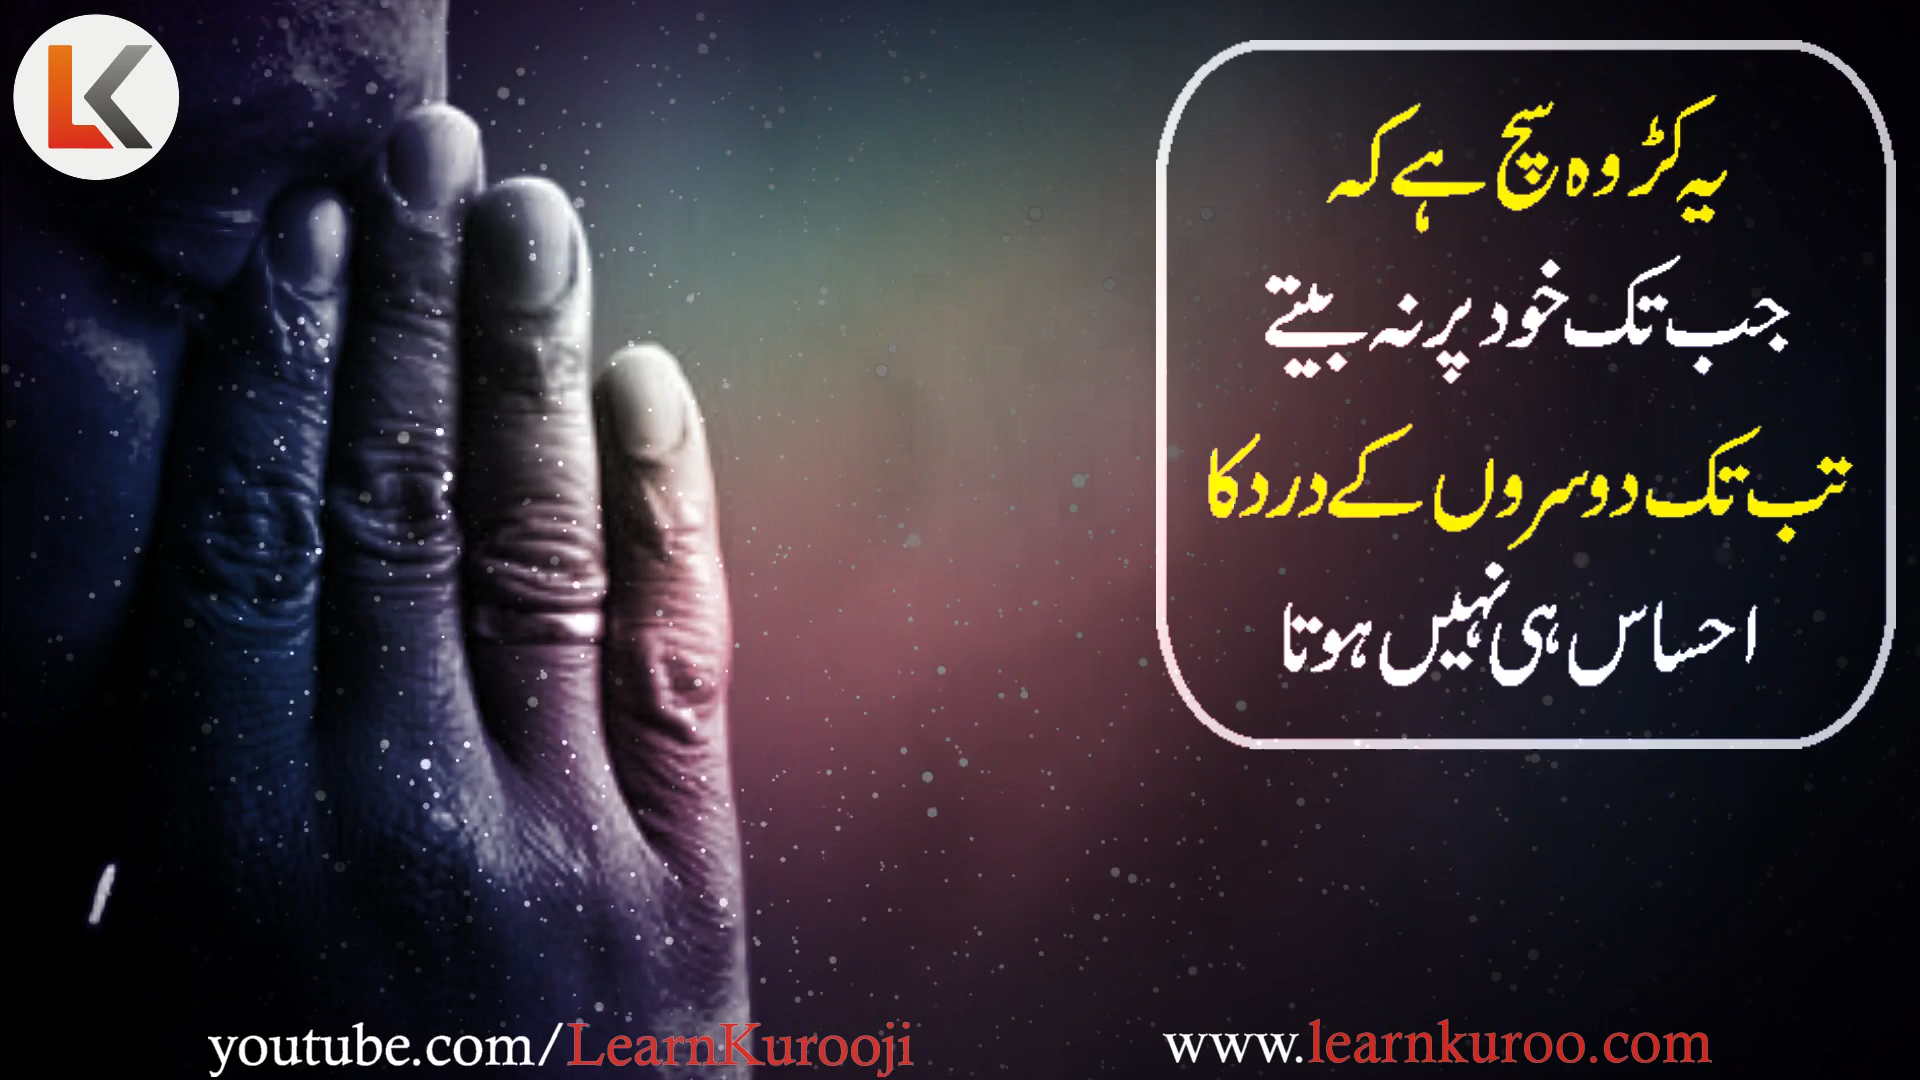 LK
یہ کڑوہ سچ ہے کہ
جب تک خود پر نہ بیتے
تب تک دوسروں کے درد کا
احساس ہی نہیں ہوتا
youtube.com/LearnKurooji
www.learnkuroo.com